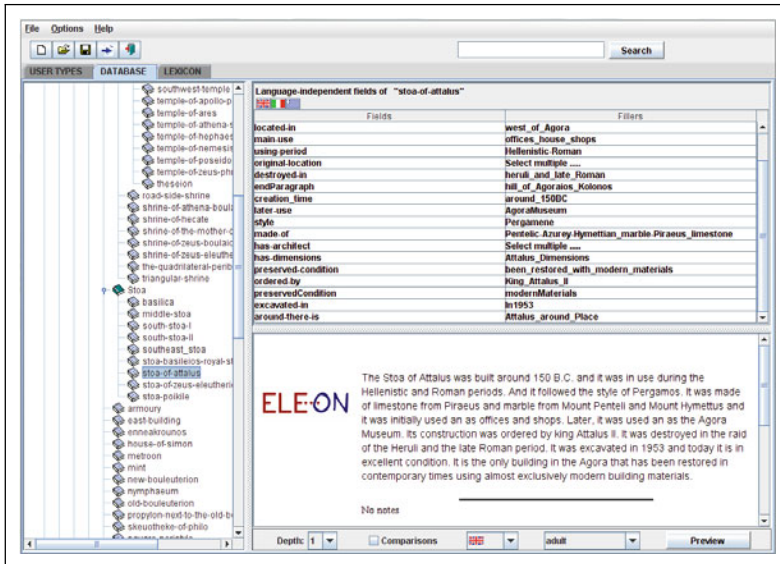 File Options Help
Search
USER TYPES DATABASE LEXICON
southwest-temple
temple-of-apollo-p
temple-of-ares
temple-of-athena-s
temple-of-hephaes
temple-of-nemesis
temple-of-poseido
temple-of-zeus-phr
theseion
road-side-shrine
shrine-of-athena-boula
shrine-of-hecate
shrine-of-the-mother-o
shrine-of-zeus-boulaio
shrine-of-zeus-eleuthe
the-quadrilateral-perib
triangular-shrine
Stoa
basilica
middle-stoa
south-stoa-I
south-stoa-II
southeast_stoa
stoa-basileios-royal-st
stoa-of-attalus
stoa-of-zeus-eleutheri
stoa-poikile
armoury
east-building
enneakrounos
house-of-simon
metroon
mint
new-bouleuterion
nymphaeum
old-bouleuterion
propylon-next-to-the-old-b
skeuotheke-of-philo
Language-independent fields of "stoa-of-attalus"
Fields Fillers
located-in west_of_Agora
main-use offices_house_shops
using-period Hellenistic-Roman
original-location Select multiple .....
destroyed-in heruli_and_late_Roman
endParagraph hill_of_Agoraios_Kolonos
creation_time around_150BC
later-use AgoraMuseum
style Pergamene
made-of Pentelic-Azurey-Hymettian_marble-Piraeus_limestone
has-architect Select multiple .....
has-dimensions Attalus_Dimensions
preserved-condition been_restored_with_modern_materials
ordered-by King_Attalus_II
preservedCondition modernMaterials
excavated-in In1953
around-there-is Attalus_around_Place
ELEON
The Stoa of Attalus was built around 150 B.C. and it was in use during the
Hellenistic and Roman periods. And it followed the style of Pergamos. It was made
of limestone from Piraeus and marble from Mount Penteli and Mount Hymettus and
it was initially used an as offices and shops. Later, it was used an as the Agora
Museum. Its construction was ordered by king Attalus II. It was destroyed in the raid
of the Heruli and the late Roman period. It was excavated in 1953 and today it is in
excellent condition. It is the only building in the Agora that has been restored in
contemporary times using almost exclusively modern building materials.
No notes
Depth: 1 Comparisons adult Preview